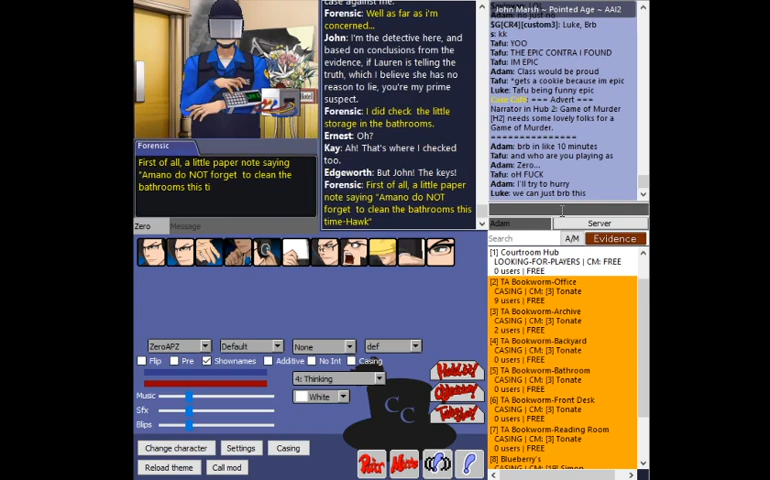 Forensic
First of all, a little paper note saying
"Amano do NOT forget to clean the
bathrooms this ti
Zero
Message
Forensic: Well as far as i'm
concerned...
John: I'm the detective here, and
based on conclusions from the
evidence, if Lauren is telling the
truth, which I believe she has
no reason to lie, you're my prime
suspect.
Forensic: I did check the little
storage in the bathrooms.
Ernest: Oh?
Kay: Ah! That's where I checked
too.
Edgeworth: But John! The keys!
Forensic: First of all, a little paper
note saying "Amano do NOT
forget to clean the bathrooms this
time-Hawk"
John Marsh ~ Pointed Age ~ AAI2
Adam: no just no
SG[CR4][custom3]: Luke, Brb
s: kk
Tafu: YOO
Tafu: THE EPIC CONTRA I FOUND
Tafu: IM EPIC
Adam: Class would be proud
Tafu: *gets a cookie because im epic
Luke: Tafu being funny epic
=== Advert ===
Narrator in Hub 2: Game of Murder
[H2] needs some lovely folks for a
Game of Murder.
===============
Adam: brb in like 10 minutes
Tafu: and who are you playing as
Adam: Zero...
Tafu: oH FUCK
Adam: I'll try to hurry
Luke: we can just brb this
Adam
Server
Search
A/M
Evidence
[1] Courtroom Hub
LOOKING-FOR-PLAYERS | CM: FREE
0 users | FREE
[2] TA Bookworm-Office
CASING | CM: [3] Tonate
9 users | FREE
[3] TA Bookworm-Archive
CASING | CM: [3] Tonate
2 users | FREE
[4] TA Bookworm-Backyard
CASING | CM: [3] Tonate
0 users | FREE
[5] TA Bookworm-Bathroom
CASING | CM: [3] Tonate
0 users | FREE
[6] TA Bookworm-Front Desk
CASING | CM: [3] Tonate
0 users | FREE
[7] TA Bookworm-Reading Room
CASING | CM: [3] Tonate
0 users | FREE
[8] Blueberry's
ZeroAPZ
Default
None
def
Flip
Pre
Shownames
Additive
No Int
Casing
4: Thinking
White
Music
Sfx
Blips
Hold it!
Objection!
Take that!
CC
Change character
Settings
Casing
Reload theme
Call mod
Pair
Mute